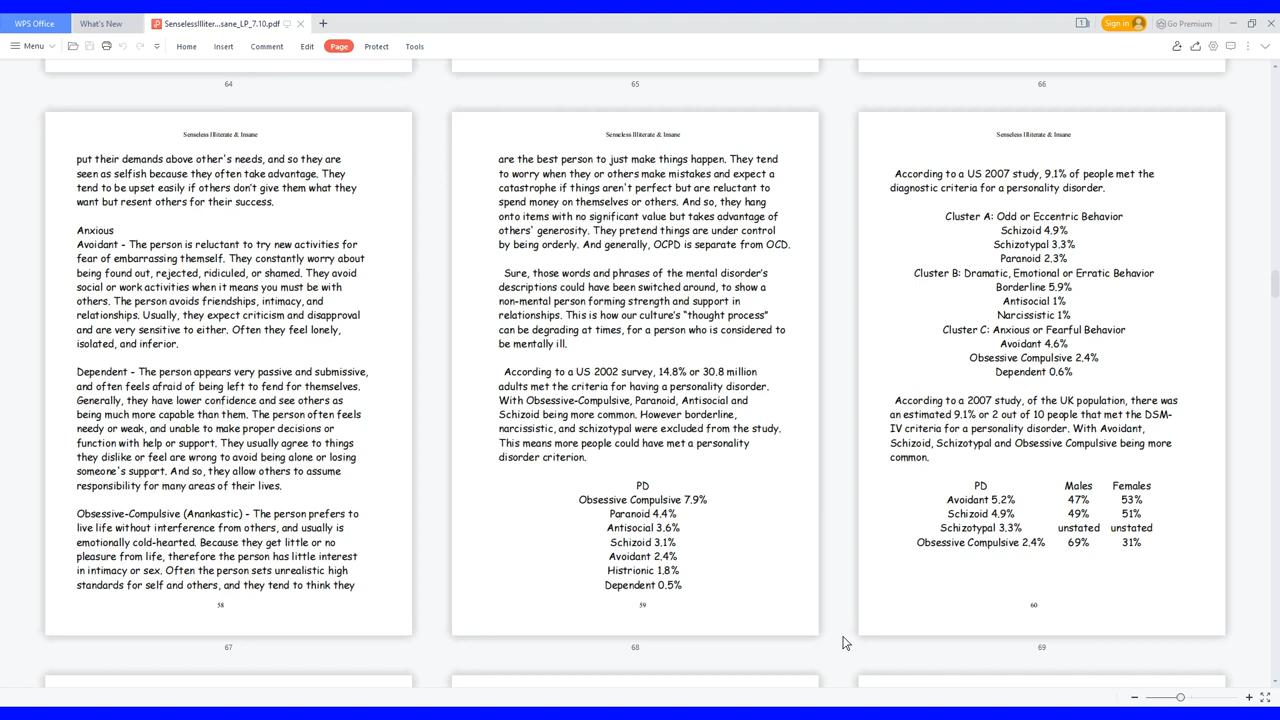 WPS Office
What's New
SenselessIlliter...sane_LP_7.10.pdf
1
Sign in
Go Premium
Menu
Home
Insert
Comment
Edit
Page
Protect
Tools
64
65
66
Senseless Illiterate & Insane
put their demands above other's needs, and so they are
seen as selfish because they often take advantage. They
tend to be upset easily if others don't give them what they
want but resent others for their success.
Anxious
Avoidant - The person is reluctant to try new activities for
fear of embarrassing themself. They constantly worry about
being found out, rejected, ridiculed, or shamed. They avoid
social or work activities when it means you must be with
others. The person avoids friendships, intimacy, and
relationships. Usually, they expect criticism and disapproval
and are very sensitive to either. Often they feel lonely,
isolated, and inferior.
Dependent - The person appears very passive and submissive,
and often feels afraid of being left to fend for themselves.
Generally, they have lower confidence and see others as
being much more capable than them. The person often feels
needy or weak, and unable to make proper decisions or
function with help or support. They usually agree to things
they dislike or feel are wrong to avoid being alone or losing
someone's support. And so, they allow others to assume
responsibility for many areas of their lives.
Obsessive-Compulsive (Anankastic) - The person prefers to
live life without interference from others, and usually is
emotionally cold-hearted. Because they get little or no
pleasure from life, therefore the person has little interest
in intimacy or sex. Often the person sets unrealistic high
standards for self and others, and they tend to think they
58
67
Senseless Illiterate & Insane
are the best person to just make things happen. They tend
to worry when they or others make mistakes and expect a
catastrophe if things aren't perfect but are reluctant to
spend money on themselves or others. And so, they hang
onto items with no significant value but takes advantage of
others' generosity. They pretend things are under control
by being orderly. And generally, OCPD is separate from OCD.
Sure, those words and phrases of the mental disorder's
descriptions could have been switched around, to show a
non-mental person forming strength and support in
relationships. This is how our culture's "thought process"
can be degrading at times, for a person who is considered to
be mentally ill.
According to a US 2002 survey, 14.8% or 30.8 million
adults met the criteria for having a personality disorder.
With Obsessive-Compulsive, Paranoid, Antisocial and
Schizoid being more common. However borderline,
narcissistic, and schizotypal were excluded from the study.
This means more people could have met a personality
disorder criterion.
PD
Obsessive Compulsive 7.9%
Paranoid 4.4%
Antisocial 3.6%
Schizoid 3.1%
Avoidant 2.4%
Histrionic 1.8%
Dependent 0.5%
59
68
Senseless Illiterate & Insane
According to a US 2007 study, 9.1% of people met the
diagnostic criteria for a personality disorder.
Cluster A: Odd or Eccentric Behavior
Schizoid 4.9%
Schizotypal 3.3%
Paranoid 2.3%
Cluster B: Dramatic, Emotional or Erratic Behavior
Borderline 5.9%
Antisocial 1%
Narcissistic 1%
Cluster C: Anxious or Fearful Behavior
Avoidant 4.6%
Obsessive Compulsive 2.4%
Dependent 0.6%
According to a 2007 study, of the UK population, there was
an estimated 9.1% or 2 out of 10 people that met the DSM-
IV criteria for a personality disorder. With Avoidant,
Schizoid, Schizotypal and Obsessive Compulsive being more
common.
PD Males Females
Avoidant 5.2% 47% 53%
Schizoid 4.9% 49% 51%
Schizotypal 3.3% unstated unstated
Obsessive Compulsive 2.4% 69% 31%
60
69